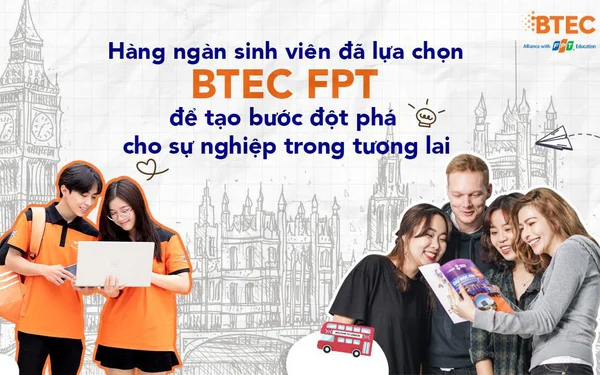 BTEC
Alliance with FPT Education
Hàng ngàn sinh viên đã lựa chọn
BTEC FPT
để tạo bước đột phá
cho sự nghiệp trong tương lai